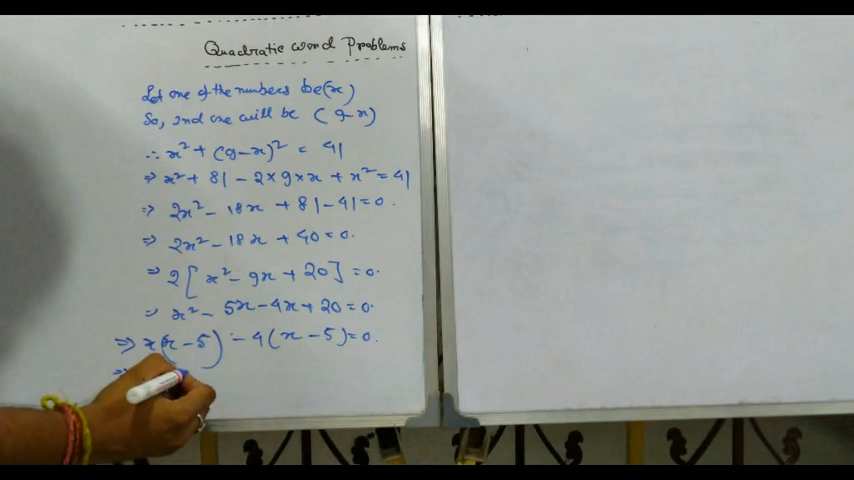 Quadratic word Problems
Let one of the numbers be (x)
So, 2nd one will be (9-x)
∴ x² + (9-x)² = 41
⇒ x² + 81 - 2×9×x + x² = 41
⇒ 2x² - 18x + 81 - 41 = 0.
⇒ 2x² - 18x + 40 = 0.
⇒ 2[x² - 9x + 20] = 0.
⇒ x² - 5x - 4x + 20 = 0.
⇒ x(x - 5) - 4(x - 5) = 0.
⇒